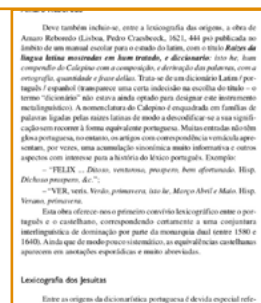 Deve também incluir-se, entre a lexicografia das origens, a obra de
Amaro Reboredo (Lisboa, Pedro Craesbeeck, 1621, 444 pp) publicada no
âmbito de um manual escolar para o estudo do latim, com o título Raizes da
lingua latina mostradas em hum tratado, e diccionario: isto he, hum
compendio do Calepino com a composição, e derivação das palavras, com a
ortografia, quantidade e frase dellas. Trata-se de um dicionário Latim / por-
tuguês / espanhol (transparece uma certa indecisão na escolha do título – o
termo "dicionário" não estava ainda optado para designar este instrumento
metalinguístico). A nomenclatura do Calepino é enquadrada em famílias de
palavras ligadas pelas raízes latinas de modo a descodificar-se a sua signifi-
cação sem recorrer à forma equivalente portuguesa. Muitas entradas não têm
glosa portuguesa, no entanto, os artigos com correspondência vernácula apre-
sentam, por vezes, uma acumulação sinonímica muito informativa e outros
aspectos com interesse para a história do léxico português. Exemplo:
– "FELIX ... Ditoso, venturoso, prospero, bem afortunado. Hisp.
Dichoso prospero, &c.";
– "VER, veris. Verão, primavera, isto he, Março Abril e Maio. Hisp.
Verano, primavera.
Esta obra oferece-nos o primeiro convívio lexicográfico entre o por-
tuguês e o castelhano, correspondendo certamente a uma conjuntura
interlinguística de dominação por parte da monarquia dual (entre 1580 e
1640). Ainda que de modo pouco sistemático, as equivalências castelhanas
aparecem em anotações esporádicas e muito abreviadas.
Lexicografia dos Jesuítas
Entre as origens da dicionarística portuguesa é devida especial refe-